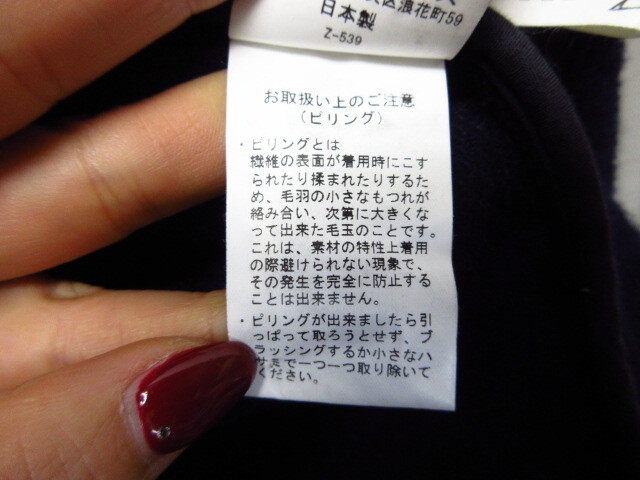 区浪花町59
日本製
Z-539
お取扱い上のご注意
(ピリング)
・ピリングとは
繊維の表面が着用時にこす
られたり揉まれたりするた
め、毛羽の小さなもつれが
絡み合い、次第に大きくな
って出来た毛玉のことです。
これは、素材の特性上着用
の際避けられない現象で、
その発生を完全に防止する
ことは出来ません。
・ピリングが出来ましたら引
っぱって取ろうとせず、ブ
ラッシングするか小さなハ
サミで一つ一つ取り除いて
ください。